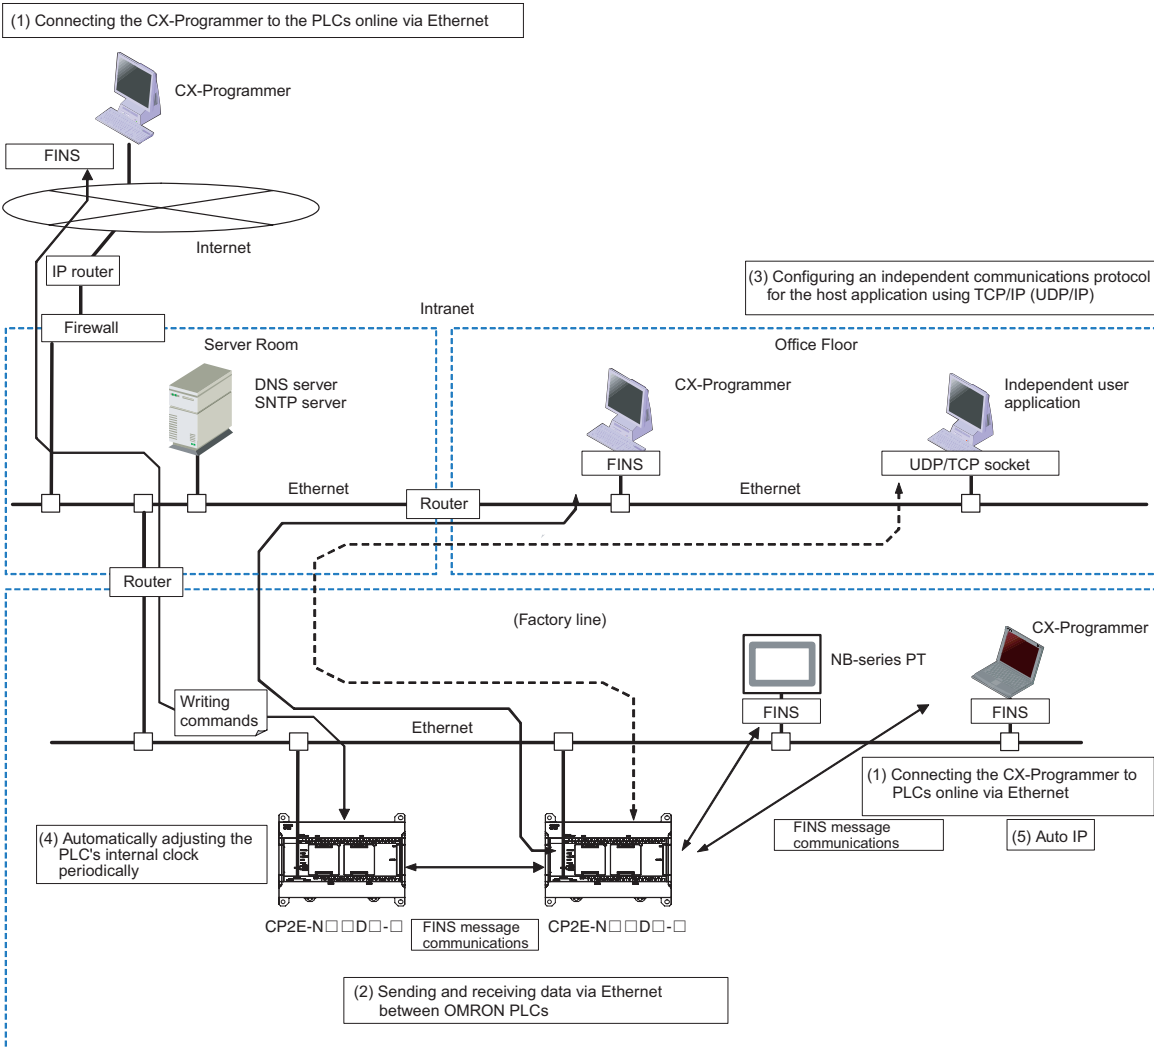 (1) Connecting the CX-Programmer to the PLCs online via Ethernet
CX-Programmer
FINS
Internet
IP router
(3) Configuring an independent communications protocol
for the host application using TCP/IP (UDP/IP)
Intranet
Firewall
Server Room
Office Floor
DNS server
SNTP server
CX-Programmer
Independent user
application
FINS
UDP/TCP socket
Ethernet
Router
Ethernet
Router
(Factory line)
CX-Programmer
NB-series PT
Writing
commands
FINS
FINS
Ethernet
(1) Connecting the CX-Programmer to
PLCs online via Ethernet
(4) Automatically adjusting the
PLC's internal clock
periodically
FINS message
communications
(5) Auto IP
CP2E-N□□D□-□
FINS message
communications
CP2E-N□□D□-□
(2) Sending and receiving data via Ethernet
between OMRON PLCs